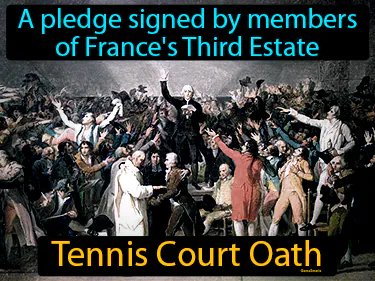 A pledge signed by members
of France's Third Estate
Tennis Court Oath